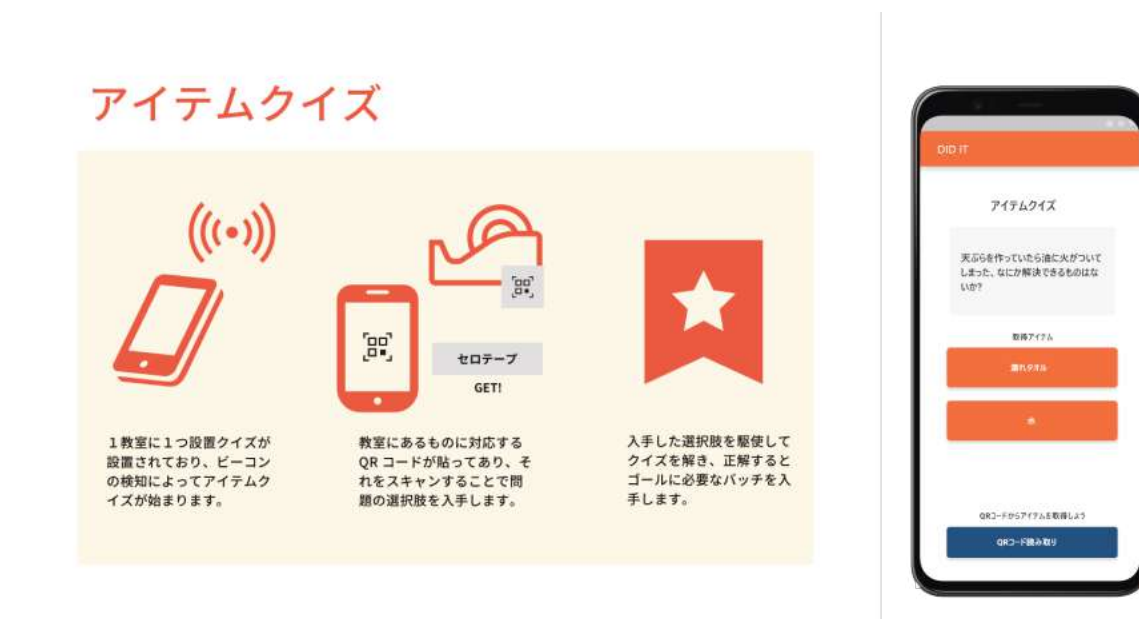 アイテムクイズ
セロテープ
GET!
1教室に1つ設置クイズが
設置されており、ビーコン
の検知によってアイテムク
イズが始まります。
教室にあるものに対応する
QRコードが貼ってあり、そ
れをスキャンすることで問
題の選択肢を入手します。
入手した選択肢を駆使して
クイズを解き、正解すると
ゴールに必要なバッチを入
手します。
DID IT
アイテムクイズ
天ぷらを作っていたら油に火がついて
しまった、なにか解決できるものはな
いか?
取得アイテム
濡れタオル
QRコードからアイテムを取得しよう
QRコード読み取り